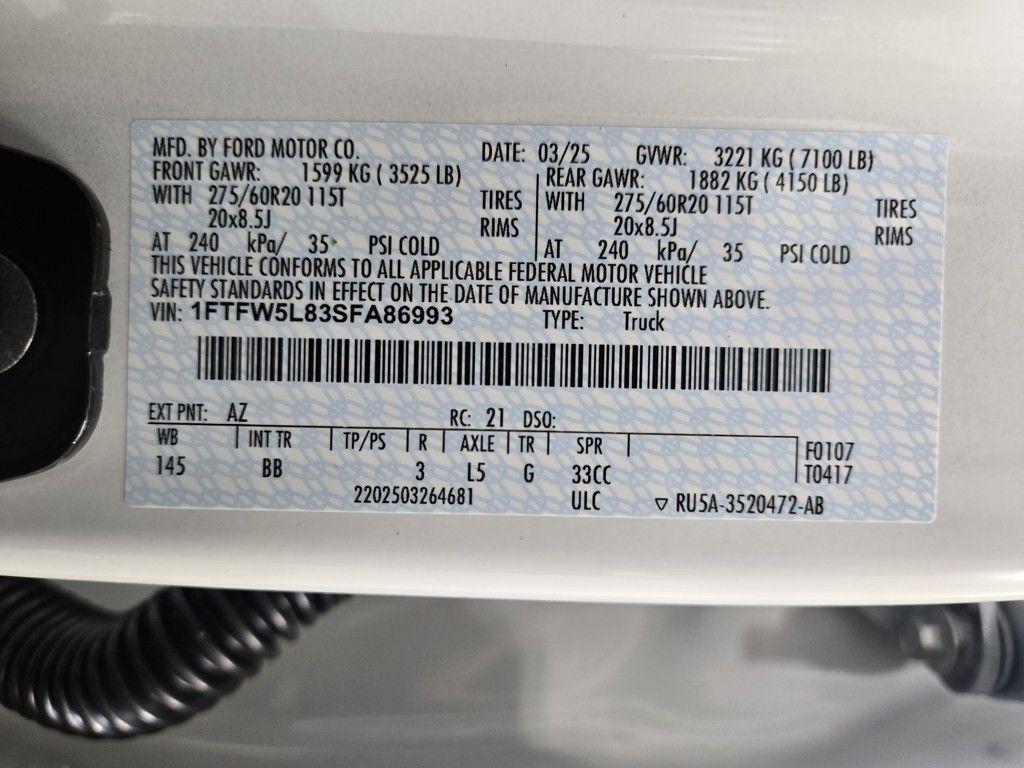 MFD. BY FORD MOTOR CO. DATE: 03/25 GVWR: 3221 KG ( 7100 LB)
FRONT GAWR: 1599 KG ( 3525 LB) REAR GAWR: 1882 KG ( 4150 LB)
WITH 275/60R20 115T TIRES WITH 275/60R20 115T TIRES
20x8.5J RIMS 20x8.5J RIMS
AT 240 kPa/ 35 PSI COLD AT 240 kPa/ 35 PSI COLD
THIS VEHICLE CONFORMS TO ALL APPLICABLE FEDERAL MOTOR VEHICLE
SAFETY STANDARDS IN EFFECT ON THE DATE OF MANUFACTURE SHOWN ABOVE.
VIN: 1FTFW5L83SFA86993 TYPE: Truck
EXT PNT: AZ RC: 21 DSO:
WB INT TR TP/PS R AXLE TR SPR F0107
145 BB 3 L5 G 33CC T0417
2202503264681 ULC ▽ RU5A-3520472-AB